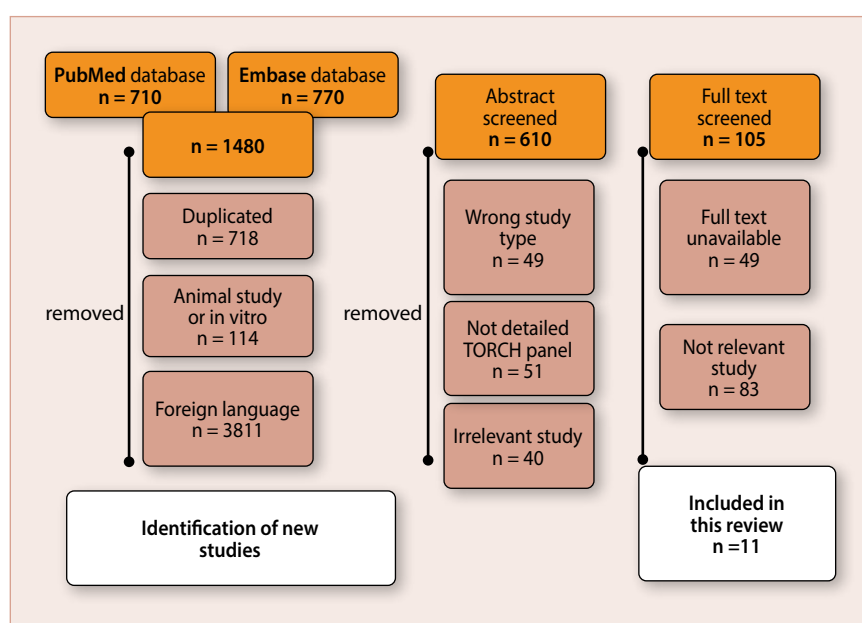 PubMed database
n = 710
Embase database
n = 770
n = 1480
removed
Duplicated
n = 718
Animal study
or in vitro
n = 114
Foreign language
n = 3811
Identification of new
studies
Abstract
screened
n = 610
removed
Wrong study
type
n = 49
Not detailed
TORCH panel
n = 51
Irrelevant study
n = 40
Full text
screened
n = 105
Full text
unavailable
n = 49
Not relevant
study
n = 83
Included in
this review
n =11